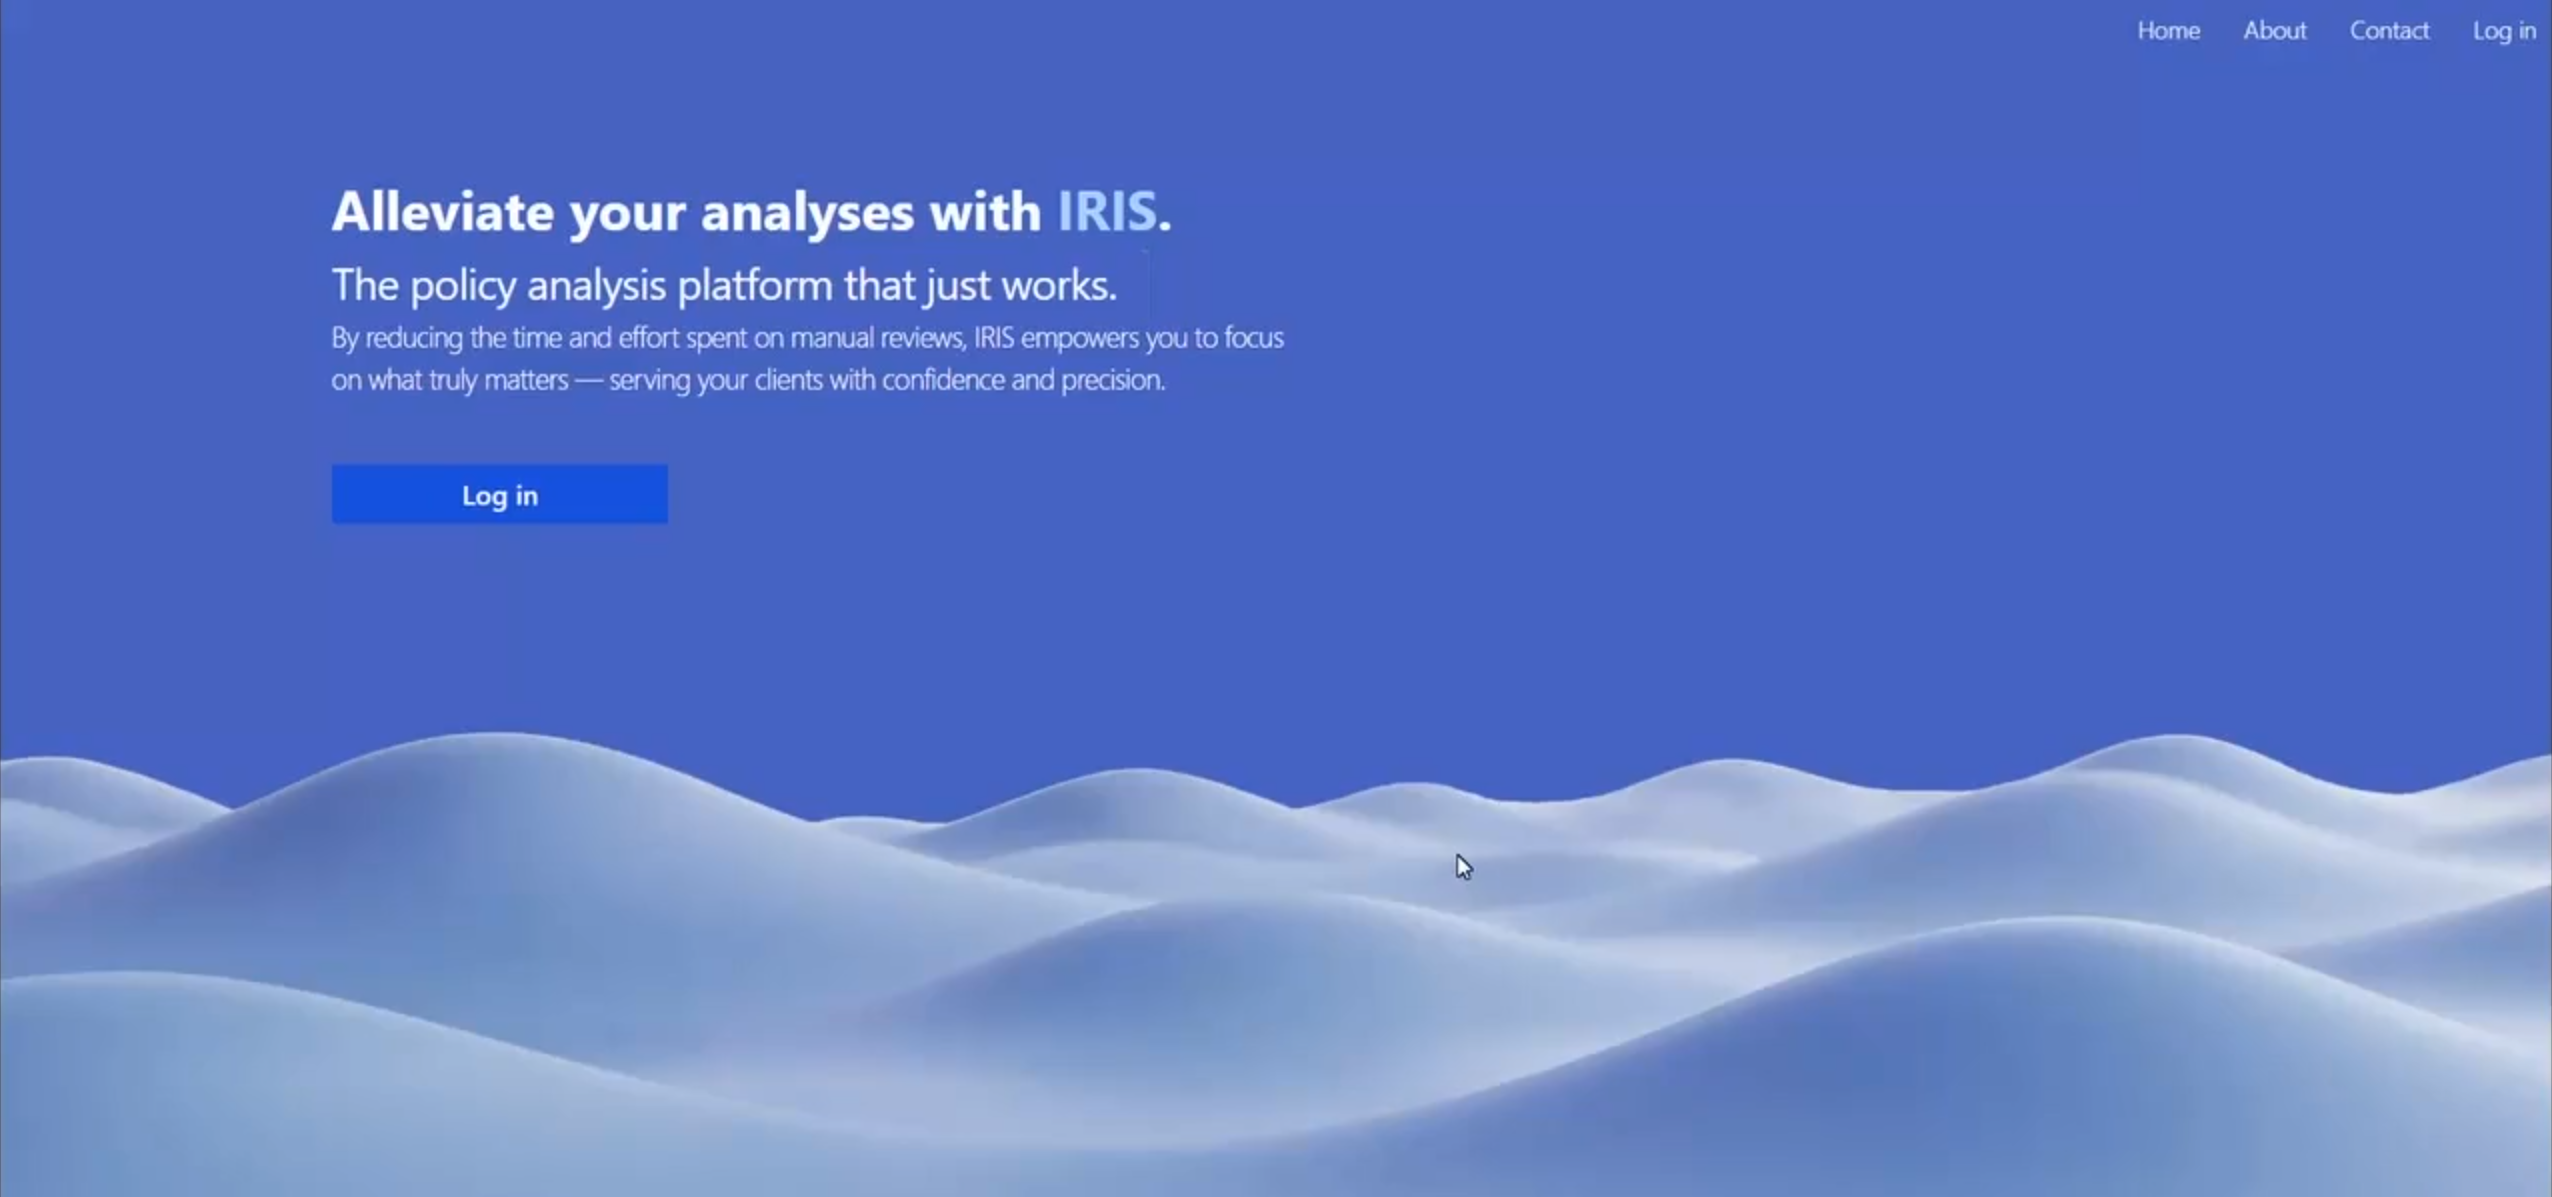 Home About Contact Log in
Alleviate your analyses with IRIS.
The policy analysis platform that just works.
By reducing the time and effort spent on manual reviews, IRIS empowers you to focus
on what truly matters — serving your clients with confidence and precision.
Log in